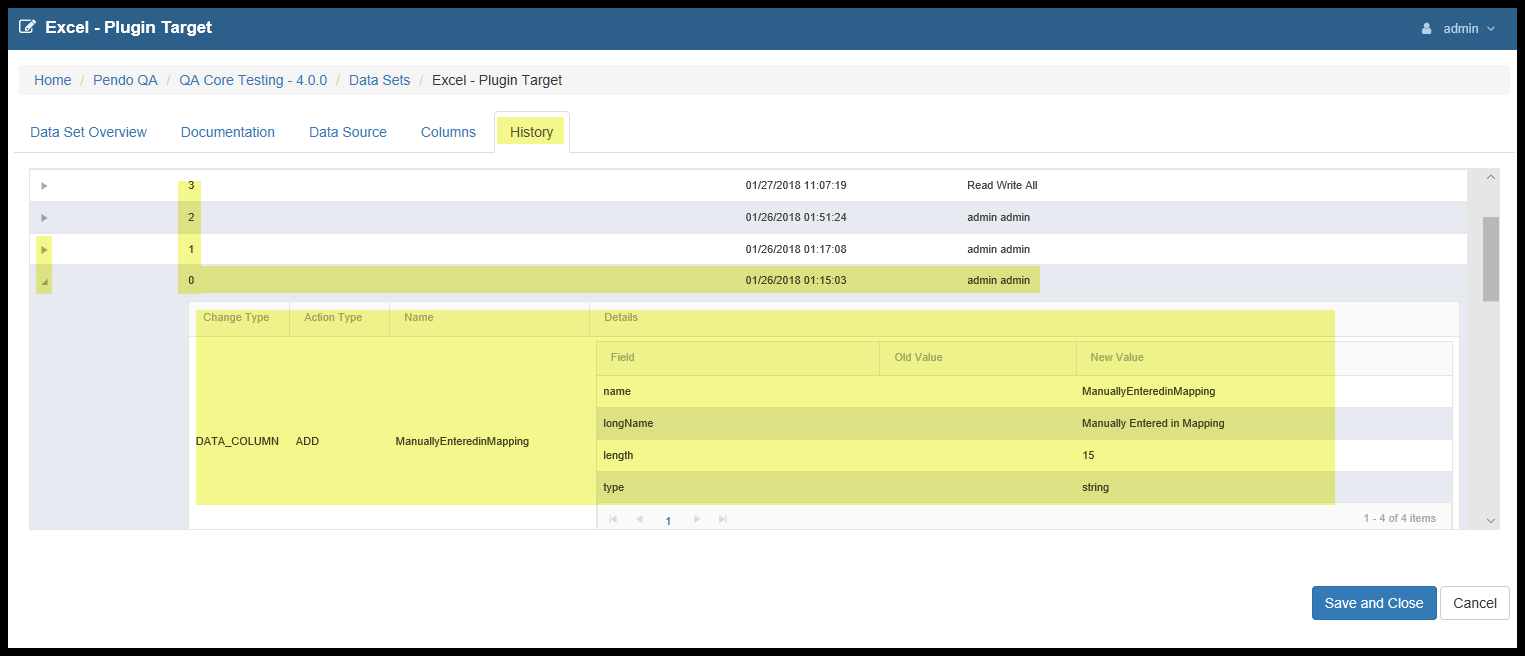 Excel - Plugin Target admin
Home / Pendo QA / QA Core Testing - 4.0.0 / Data Sets / Excel - Plugin Target
Data Set Overview Documentation Data Source Columns History
3 01/27/2018 11:07:19 Read Write All
2 01/26/2018 01:51:24 admin admin
1 01/26/2018 01:17:08 admin admin
0 01/26/2018 01:15:03 admin admin
Change Type Action Type Name Details
Field Old Value New Value
name ManuallyEnteredinMapping
longName Manually Entered in Mapping
DATA_COLUMN ADD ManuallyEnteredinMapping
length 15
type string
1 1 - 4 of 4 items
Save and Close Cancel